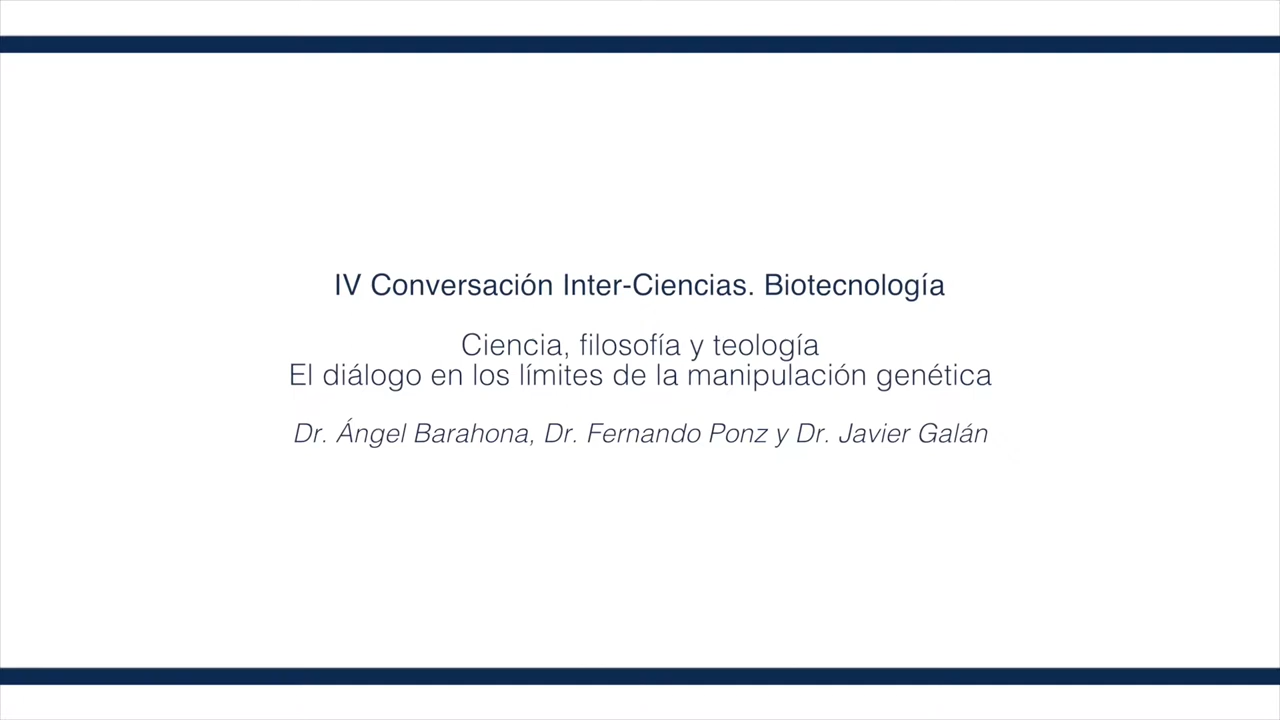 IV Conversación Inter-Ciencias. Biotecnología
Ciencia, filosofía y teología
El diálogo en los límites de la manipulación genética
Dr. Ángel Barahona, Dr. Fernando Ponz y Dr. Javier Galán